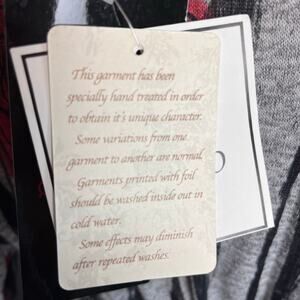 This garment has been
specially hand treated in order
to obtain it's unique character.
Some variations from one
garment to another are normal.
Garments printed with foil
should be washed inside out in
cold water.
Some effects may diminish
after repeated washes.